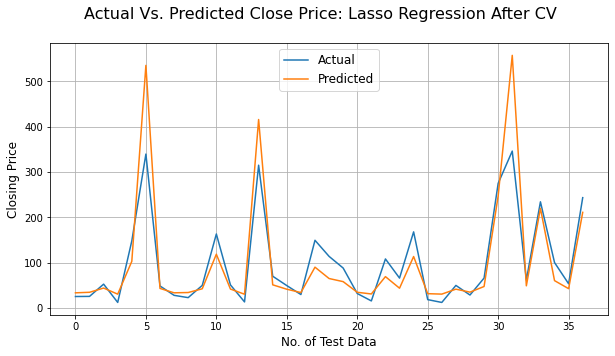 Actual Vs. Predicted Close Price: Lasso Regression After CV
Actual
Predicted
500
400
300
200
100
0
Closing Price
0 5 10 15 20 25 30 35
No. of Test Data